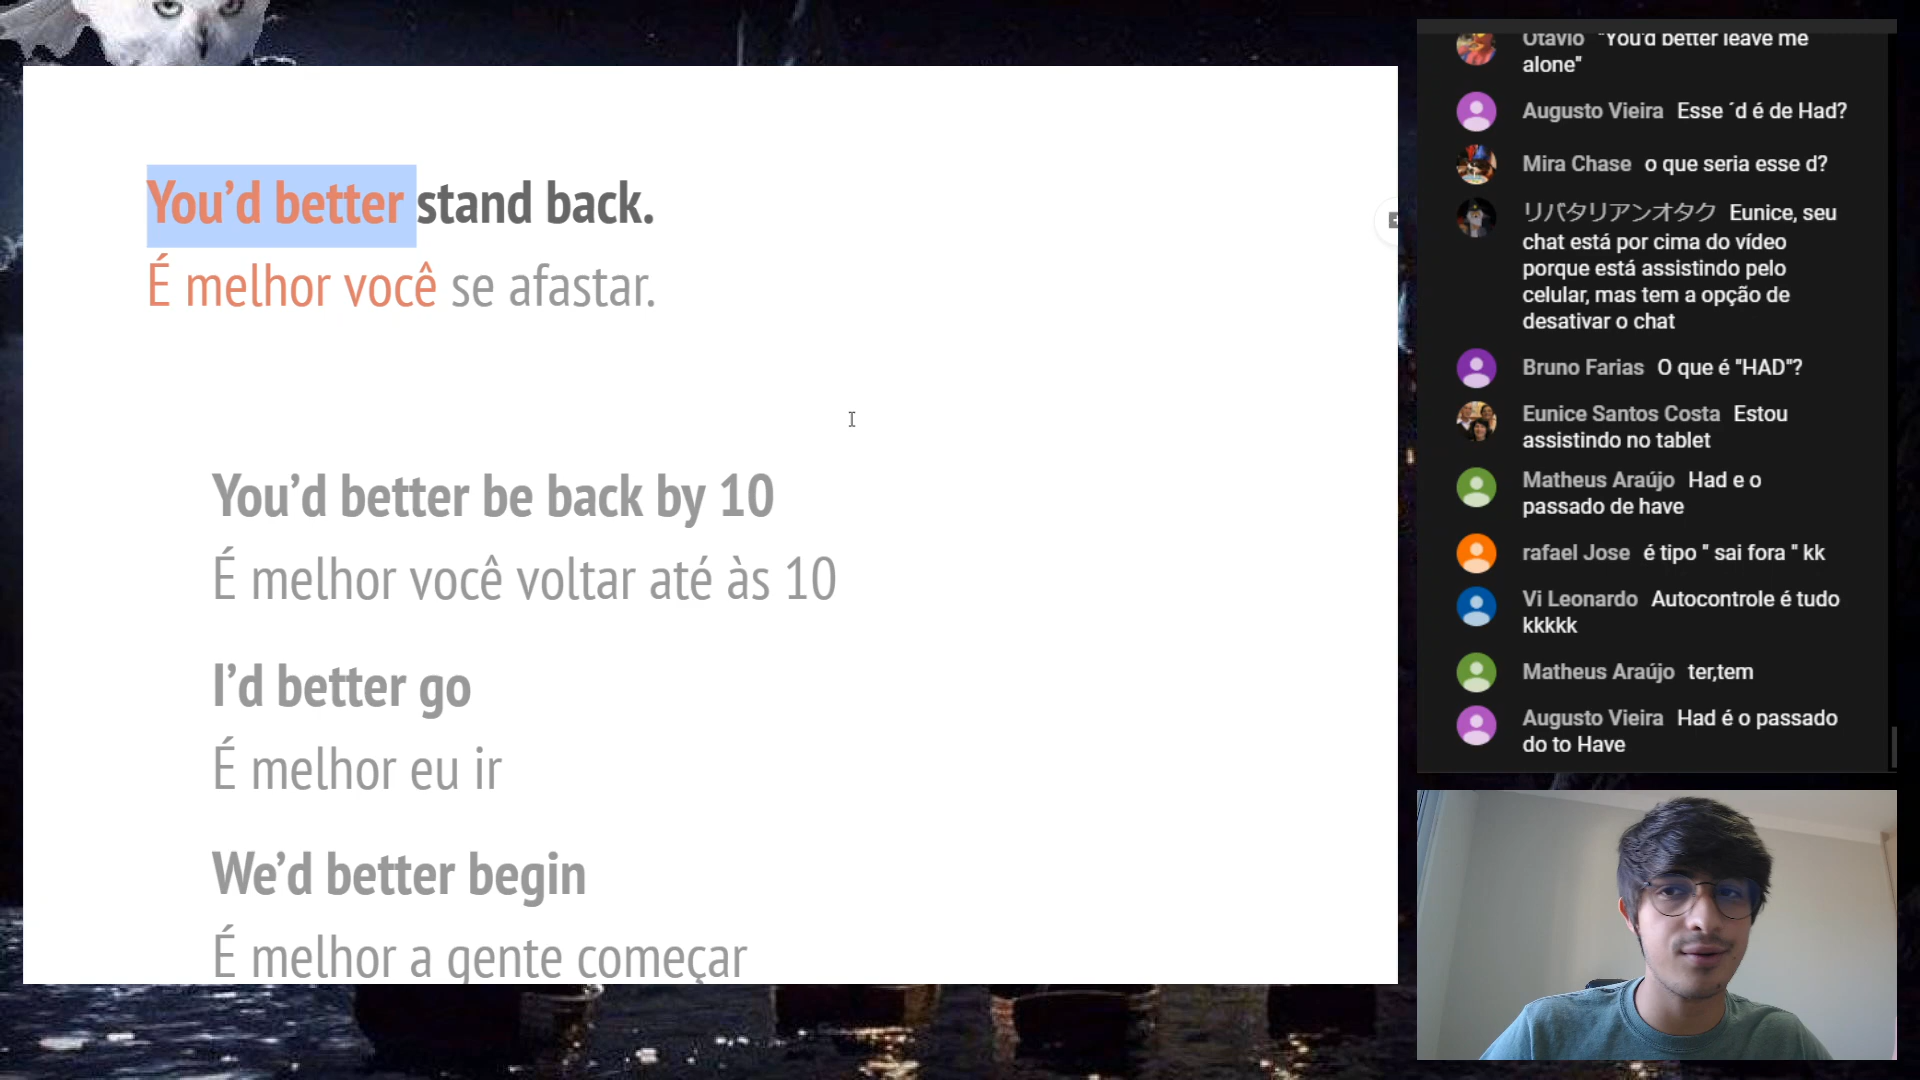 You’d better stand back.
É melhor você se afastar.
You’d better be back by 10
É melhor você voltar até às 10
I’d better go
É melhor eu ir
We’d better begin
É melhor a gente começar
Otavio "You'd better leave me
alone"
Augusto Vieira Esse ´d é de Had?
Mira Chase o que seria esse d?
リバタリアンオタク Eunice, seu
chat está por cima do vídeo
porque está assistindo pelo
celular, mas tem a opção de
desativar o chat
Bruno Farias O que é "HAD"?
Eunice Santos Costa Estou
assistindo no tablet
Matheus Araújo Had e o
passado de have
rafael Jose é tipo " sai fora " kk
Vi Leonardo Autocontrole é tudo
kkkkk
Matheus Araújo ter,tem
Augusto Vieira Had é o passado
do to Have